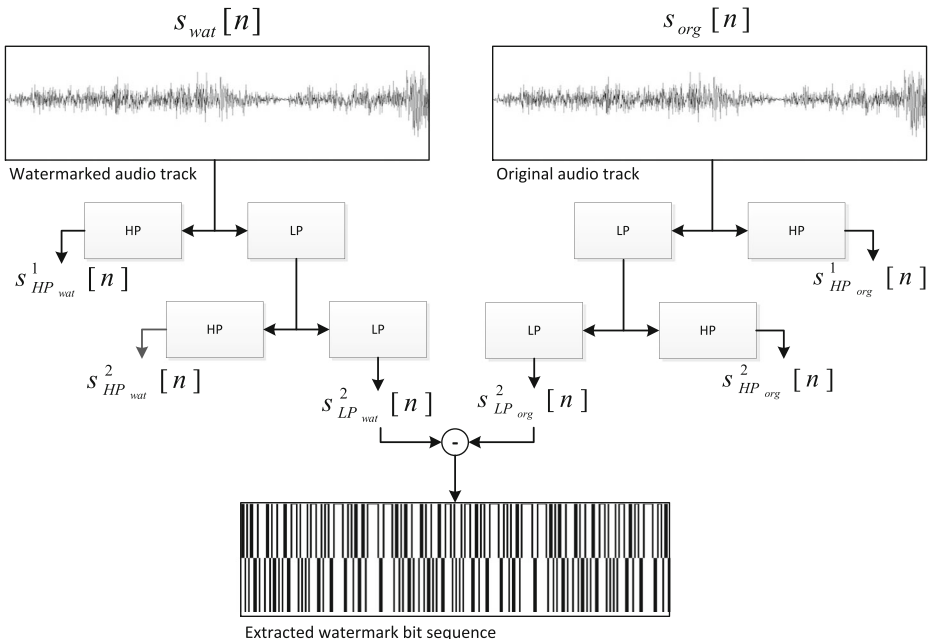 s_wat [n]
s_org [n]
Watermarked audio track
Original audio track
HP
LP
LP
HP
s^1_HP_wat [n]
s^1_HP_org [n]
HP
LP
LP
HP
s^2_HP_wat [n]
s^2_LP_wat [n]
s^2_LP_org [n]
s^2_HP_org [n]
-
Extracted watermark bit sequence